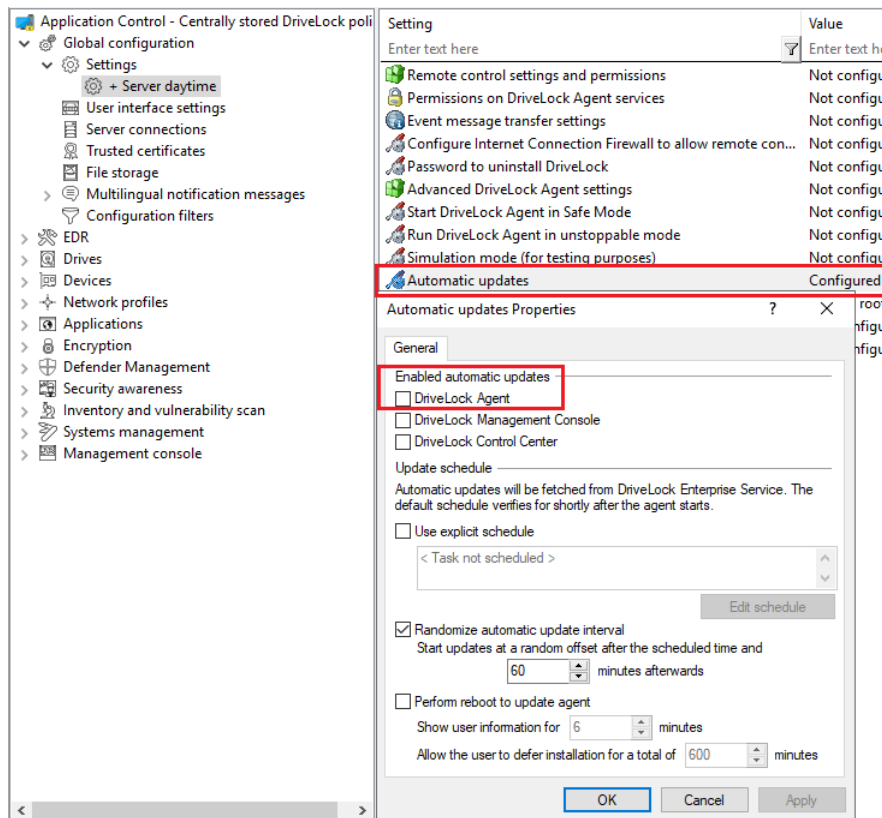 Application Control - Centrally stored DriveLock poli
Global configuration
Settings
+ Server daytime
User interface settings
Server connections
Trusted certificates
File storage
Multilingual notification messages
Configuration filters
EDR
Drives
Devices
Network profiles
Applications
Encryption
Defender Management
Security awareness
Inventory and vulnerability scan
Systems management
Management console
Setting Value
Enter text here Enter text he
Remote control settings and permissions Not configu
Permissions on DriveLock Agent services Not configu
Event message transfer settings Not configu
Configure Internet Connection Firewall to allow remote con... Not configu
Password to uninstall DriveLock Not configu
Advanced DriveLock Agent settings Not configu
Start DriveLock Agent in Safe Mode Not configu
Run DriveLock Agent in unstoppable mode Not configu
Simulation mode (for testing purposes) Not configu
Automatic updates Configured
Automatic updates Properties ?
General
Enabled automatic updates
DriveLock Agent
DriveLock Management Console
DriveLock Control Center
Update schedule
Automatic updates will be fetched from DriveLock Enterprise Service. The
default schedule verifies for shortly after the agent starts.
Use explicit schedule
< Task not scheduled >
Edit schedule
Randomize automatic update interval
Start updates at a random offset after the scheduled time and
60 minutes afterwards
Perform reboot to update agent
Show user information for 6 minutes
Allow the user to defer installation for a total of 600 minutes
OK Cancel Apply